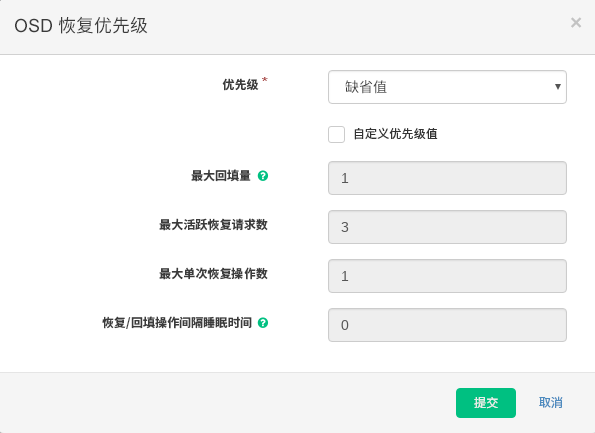 OSD 恢复优先级
×
优先级 *
缺省值
自定义优先级值
最大回填量
1
最大活跃恢复请求数
3
最大单次恢复操作数
1
恢复/回填操作间隔睡眠时间
0
提交 取消